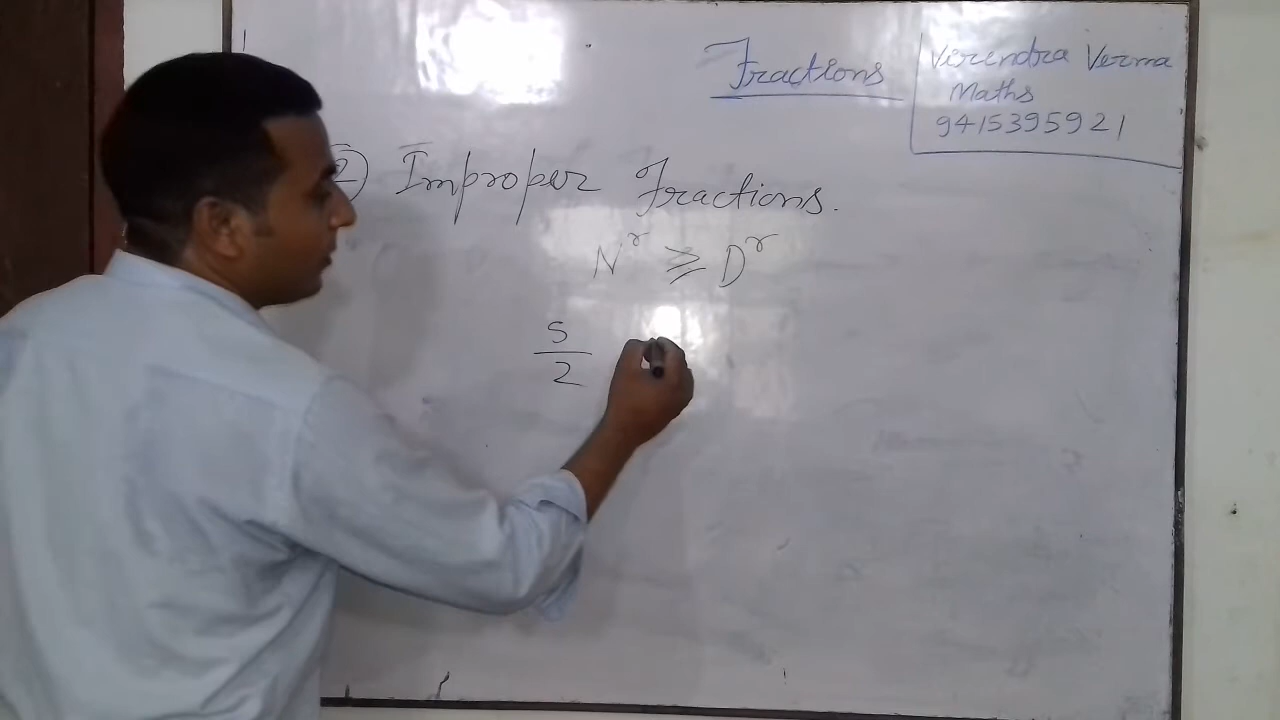 Fractions
Virendra Verma
Maths
9415395921
2) Improper Fractions.
Nʳ ≥ Dʳ
5
2